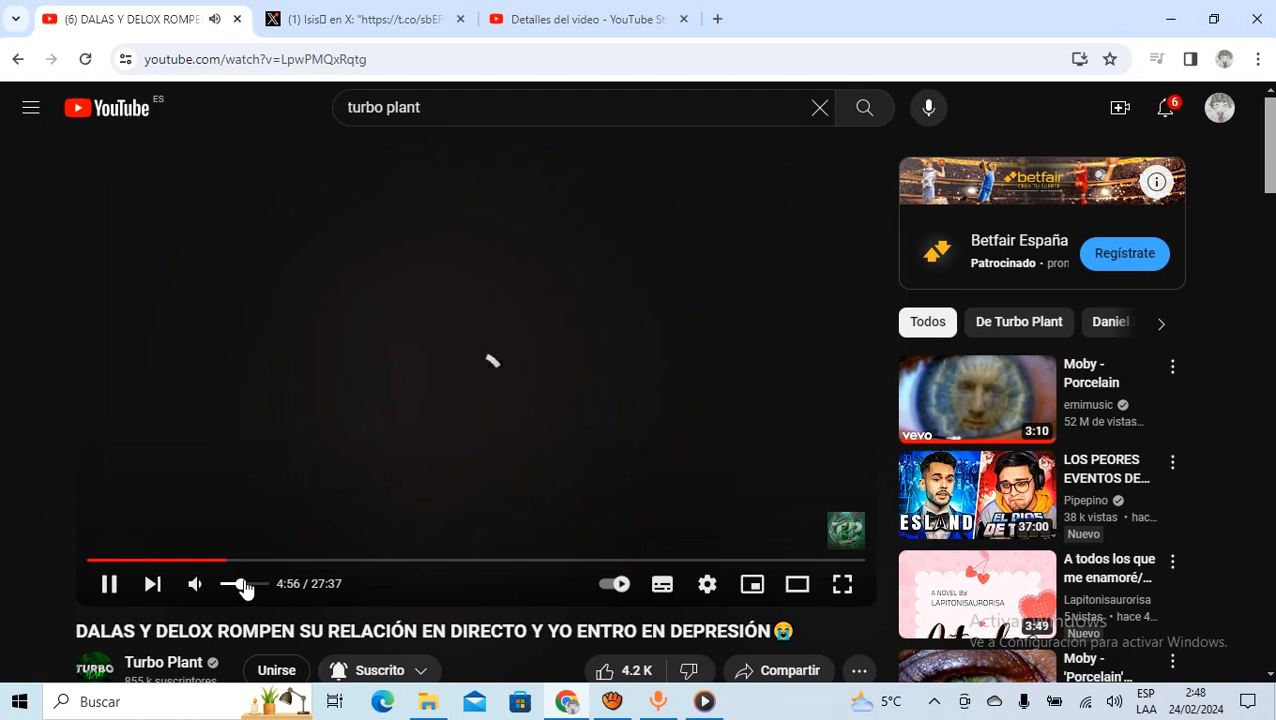 (6) DALAS Y DELOX ROMPE
(1) Isis
en X: "https://t.co/sbEF
Detalles del video - YouTube St
youtube.com/watch?v=LpwPMQxRqtg
YouTube
ES
turbo plant
6
betfair
Betfair España
Patrocinado · pron
Regístrate
Todos
De Turbo Plant
Daniel
Moby -
Porcelain
emimusic
52 M de vistas...
vevo
3:10
LOS PEORES
EVENTOS DE...
Pipepino
38 k vistas • hac...
Nuevo
ESLAND
EL DIOS
DE T
37:00
A todos los que
me enamoré/...
Lapitonisaurorisa
5 vistas • hace 4...
Nuevo
A NOVEL BY
LAPITONISAURORISA
3:49
4:56 / 27:37
DALAS Y DELOX ROMPEN SU RELACIÓN EN DIRECTO Y YO ENTRO EN DEPRESIÓN😭
TURBO
Turbo Plant
855 k suscriptores
Unirse
Suscrito
4.2 K
Compartir
Moby -
'Porcelain'
Activar Windows
Ve a Configuración para activar Windows.
Buscar
5°C
ESP
LAA
2:48
24/02/2024